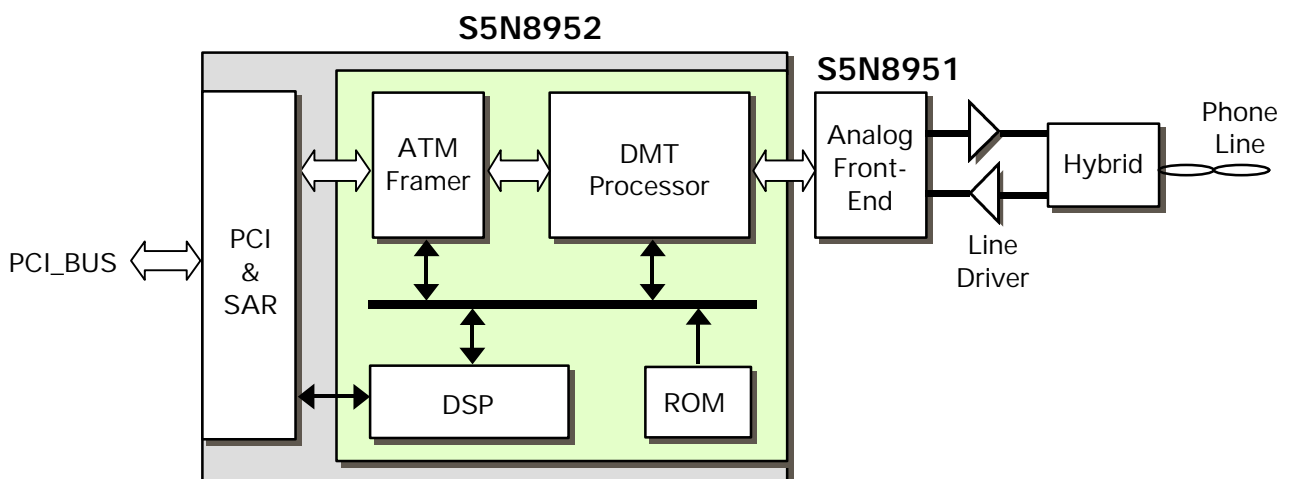 S5N8952
S5N8951
PCI_BUS
PCI
&
SAR
ATM
Framer
DMT
Processor
Analog
Front-
End
Line
Driver
Hybrid
Phone
Line
DSP
ROM